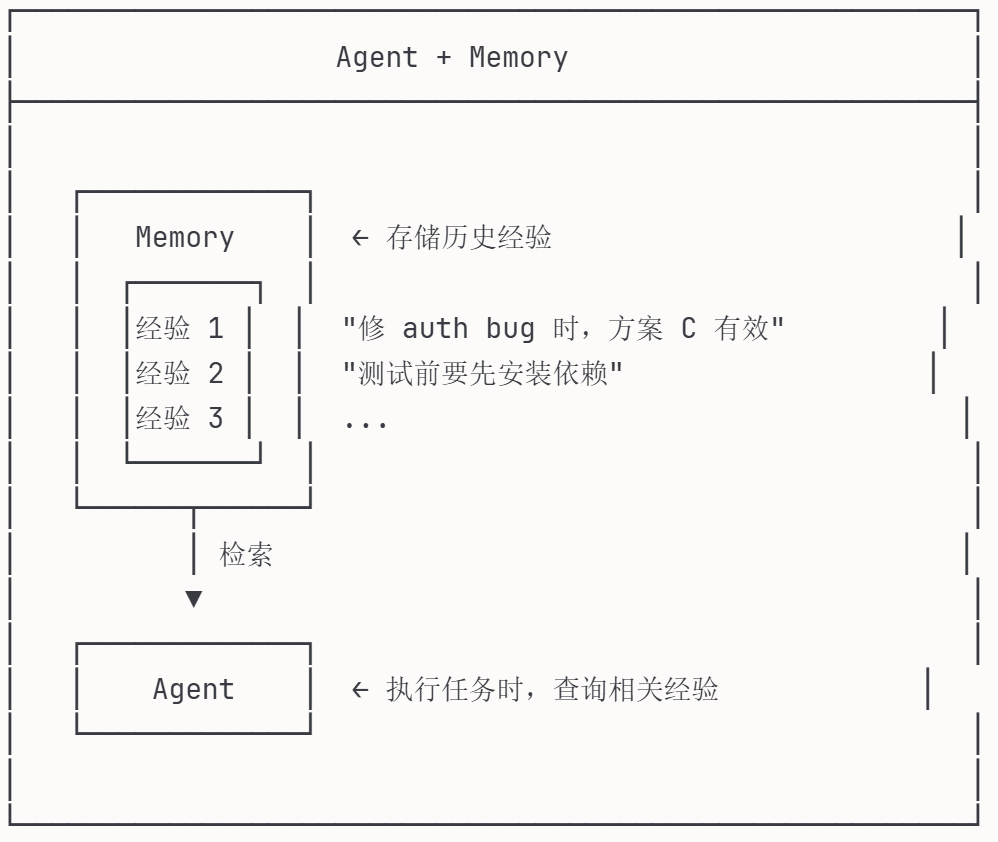 Agent + Memory
Memory ← 存储历史经验
经验 1 "修 auth bug 时，方案 C 有效"
经验 2 "测试前要先安装依赖"
经验 3 ...
检索
▼
Agent ← 执行任务时，查询相关经验